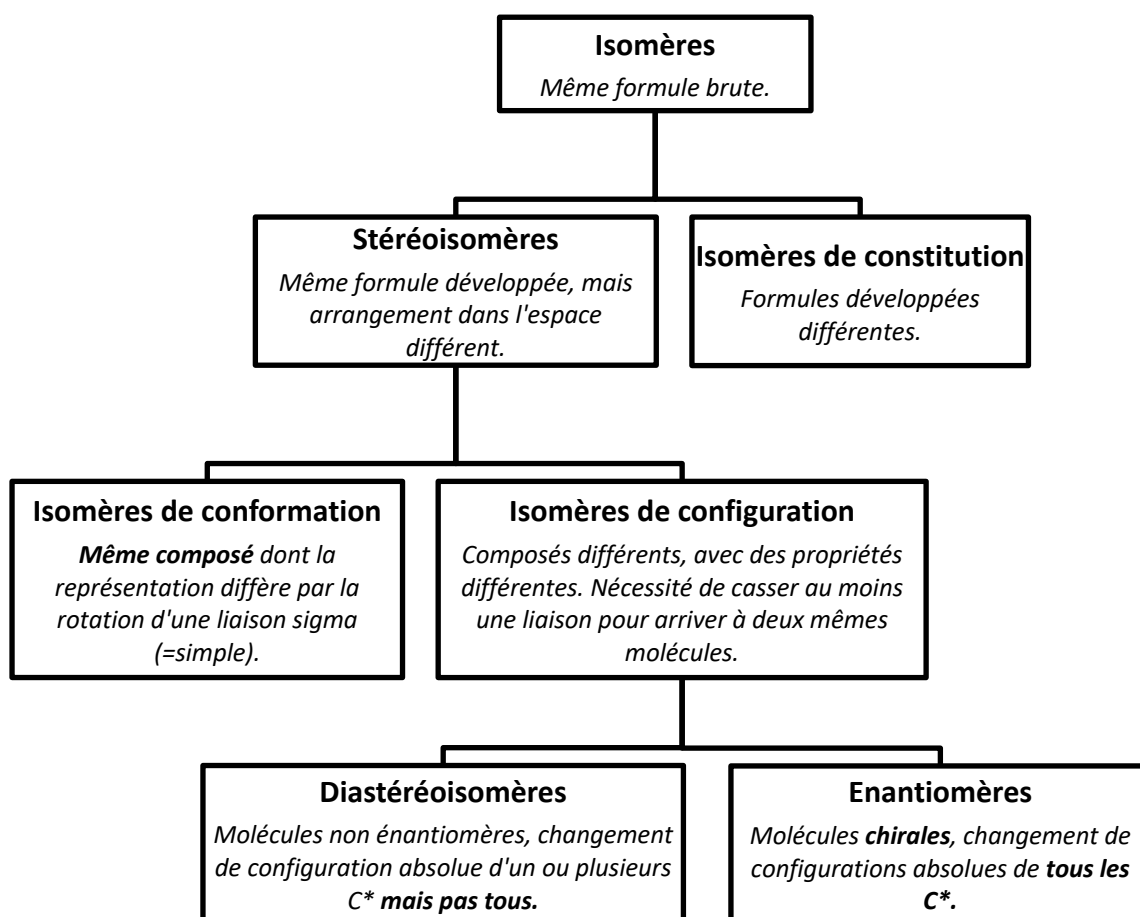 Isomères
Même formule brute.
Stéréoisomères
Même formule développée, mais
arrangement dans l'espace
différent.
Isomères de constitution
Formules développées
différentes.
Isomères de conformation
Même composé dont la
représentation diffère par la
rotation d'une liaison sigma
(=simple).
Isomères de configuration
Composés différents, avec des propriétés
différentes. Nécessité de casser au moins
une liaison pour arriver à deux mêmes
molécules.
Diastéréoisomères
Molécules non énantiomères, changement
de configuration absolue d'un ou plusieurs
C* mais pas tous.
Enantiomères
Molécules chirales, changement de
configurations absolues de tous les
C*.